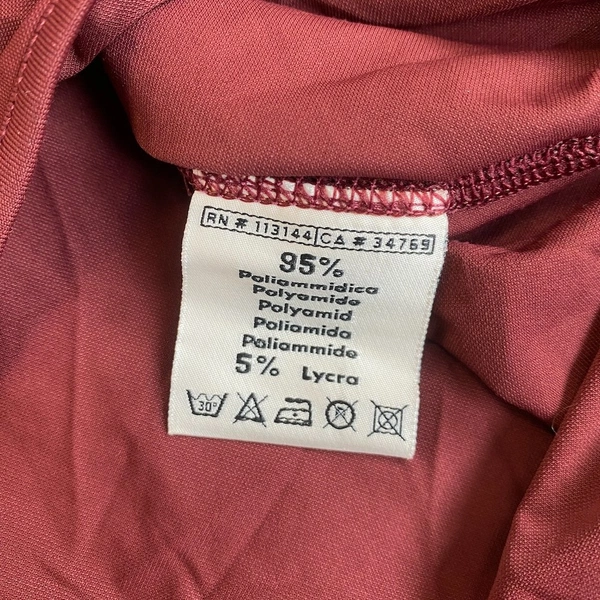 RN # 113144 CA # 34769
95%
Poliammidica
Polyamide
Polyamid
Poliamida
Poliammide
5% Lycra
30°